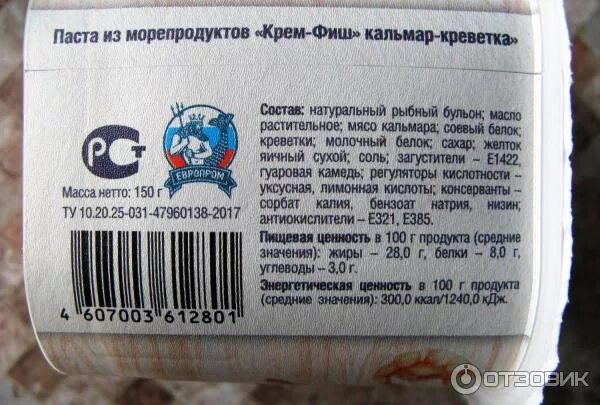 Паста из морепродуктов «Крем-Фиш» кальмар-креветка»
РСТ
ЕВРОПРОМ
Масса нетто: 150 г
ТУ 10.20.25-031-47960138-2017
4 607003 612801
Состав: натуральный рыбный бульон; масло
растительное; мясо кальмара; соевый белок;
креветки; молочный белок; сахар; желток
яичный сухой; соль; загустители – Е1422,
гуаровая камедь; регуляторы кислотности –
уксусная, лимонная кислоты; консерванты –
сорбат калия, бензоат натрия, низин;
антиокислители – Е321, Е385.
Пищевая ценность в 100 г продукта (средние
значения): жиры – 28,0 г, белки – 8,0 г,
углеводы – 3,0 г.
Энергетическая ценность в 100 г продукта
(средние значения): 300,0 ккал/1240,0 кДж.
ОТЗОВИК